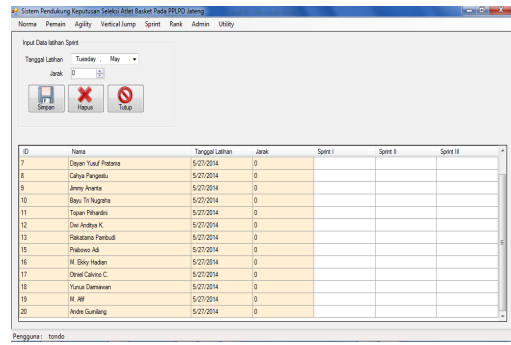 Sistem Pendukung Keputusan Seleksi Atlet Basket Pada PPLPD Jateng
Norma Pemain Agility Vertical Jump Sprint Rank Admin Utility
Input Data latihan Sprint
Tanggal Latihan Tuesday , May
Jarak 0
Simpan Hapus Tutup
ID Nama Tanggal Latihan Jarak Sprint I Sprint II Sprint III
7 Dayan Yusuf Pratama 5/27/2014 0
8 Cahya Pangestu 5/27/2014 0
9 Jimmy Ananta 5/27/2014 0
10 Bayu Tri Nugraha 5/27/2014 0
11 Topan Prihardini 5/27/2014 0
12 Dwi Anditya K. 5/27/2014 0
13 Rakatama Pambudi 5/27/2014 0
15 Prabowo Adi 5/27/2014 0
16 M. Ekky Hadian 5/27/2014 0
17 Otniel Calvino C. 5/27/2014 0
18 Yunus Darmawan 5/27/2014 0
19 M. Afif 5/27/2014 0
20 Andre Gumilang 5/27/2014 0
Pengguna : tondo